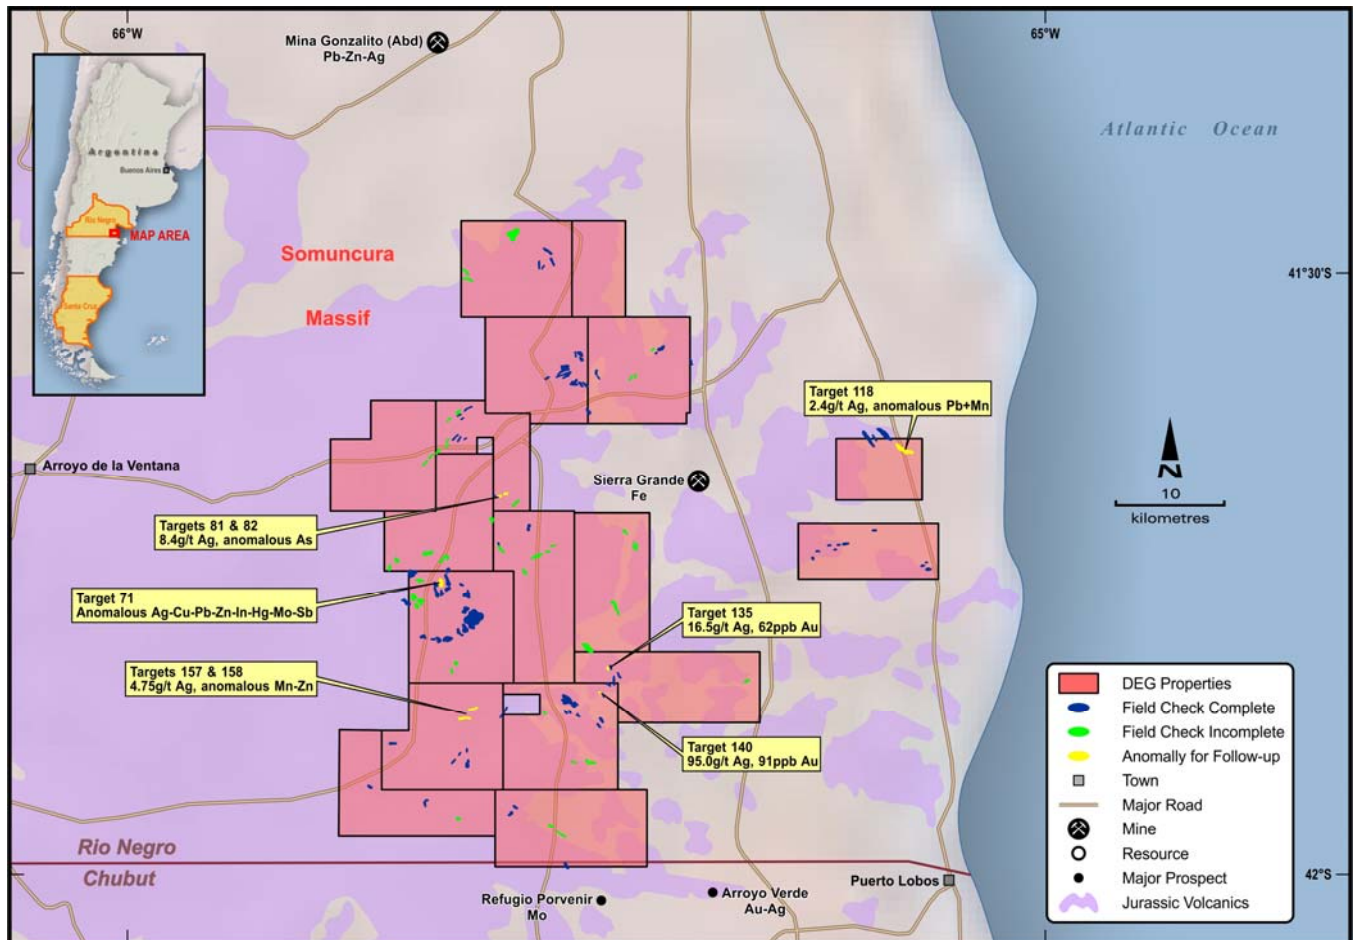 66°W
65°W
Mina Gonzalito (Abd)
Pb-Zn-Ag
Atlantic Ocean
Argentina
Buenos Aires
Rio Negro
MAP AREA
Santa Cruz
Somuncura
Massif
41°30'S
Target 118
2.4g/t Ag, anomalous Pb+Mn
Arroyo de la Ventana
Sierra Grande
Fe
N
10
kilometres
Targets 81 & 82
8.4g/t Ag, anomalous As
Target 71
Anomalous Ag-Cu-Pb-Zn-In-Hg-Mo-Sb
Target 135
16.5g/t Ag, 62ppb Au
Targets 157 & 158
4.75g/t Ag, anomalous Mn-Zn
Target 140
95.0g/t Ag, 91ppb Au
DEG Properties
Field Check Complete
Field Check Incomplete
Anomally for Follow-up
Town
Major Road
Mine
Resource
Major Prospect
Jurassic Volcanics
Rio Negro
Chubut
Puerto Lobos
42°S
Refugio Porvenir
Mo
Arroyo Verde
Au-Ag